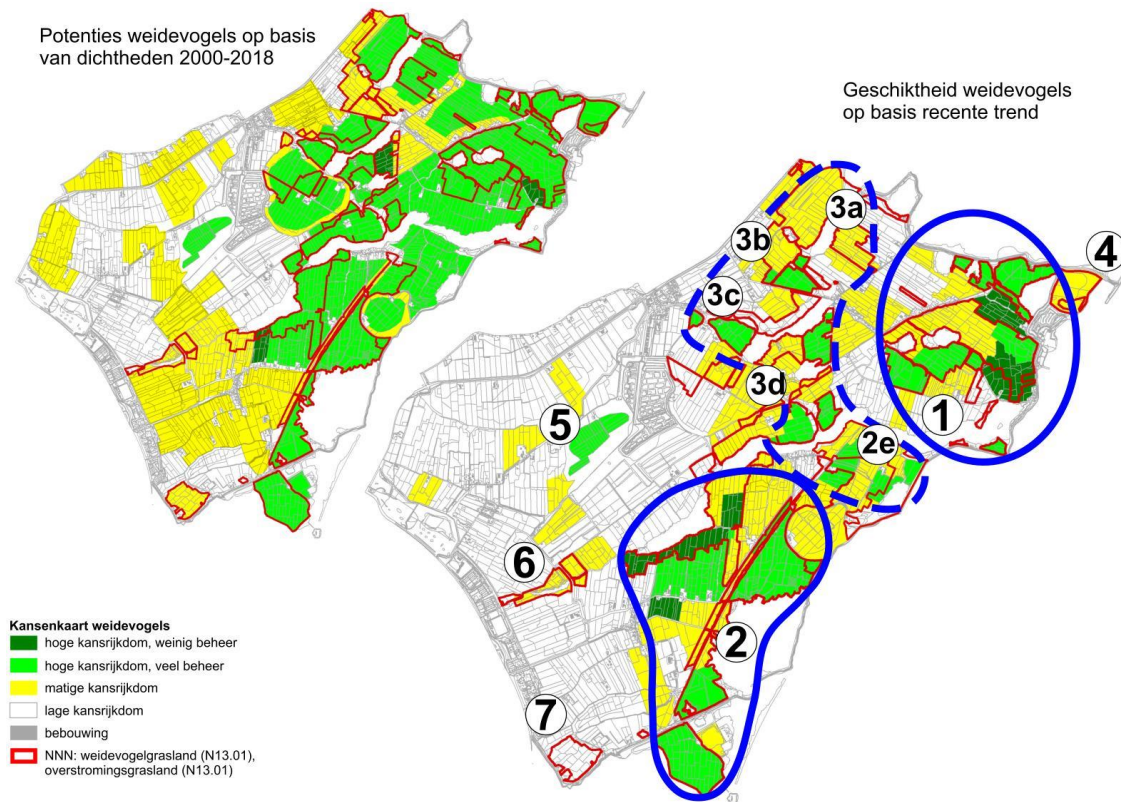 Potenties weidevogels op basis
van dichtheden 2000-2018
Geschiktheid weidevogels
op basis recente trend
3a
3b
4
3c
3d
1
5
2e
6
2
7
Kansenkaart weidevogels
hoge kansrijkdom, weinig beheer
hoge kansrijkdom, veel beheer
matige kansrijkdom
lage kansrijkdom
bebouwing
NNN: weidevogelgrasland (N13.01),
overstromingsgrasland (N13.01)